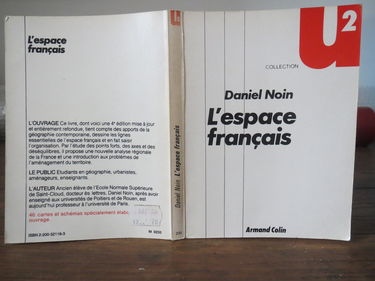 L'espace
français
L'OUVRAGE Ce livre, dont voici une 4e édition mise à jour
et entièrement refondue, tient compte des apports de la
géographie contemporaine, dessine les lignes
essentielles de l'espace français et en fait saisir
l'organisation. Par l'étude des points forts, des axes et des
déséquilibres, il propose une nouvelle analyse régionale
de la France et une introduction aux problèmes de
l'aménagement du territoire.
LE PUBLIC Etudiants en géographie, urbanistes,
aménageurs, enseignants.
L'AUTEUR Ancien élève de l'Ecole Normale Supérieure
de Saint-Cloud, docteur ès lettres, Daniel Noin, après avoir
enseigné aux universités de Poitiers et de Rouen, est
aujourd'hui professeur à l'université de Paris.
46 cartes et schémas spécialement
ouvrage.
ISBN 2-200-52118-3
Daniel Noin L'espace français
U2
COLLECTION
Daniel Noin
L'espace
français
Armand Colin